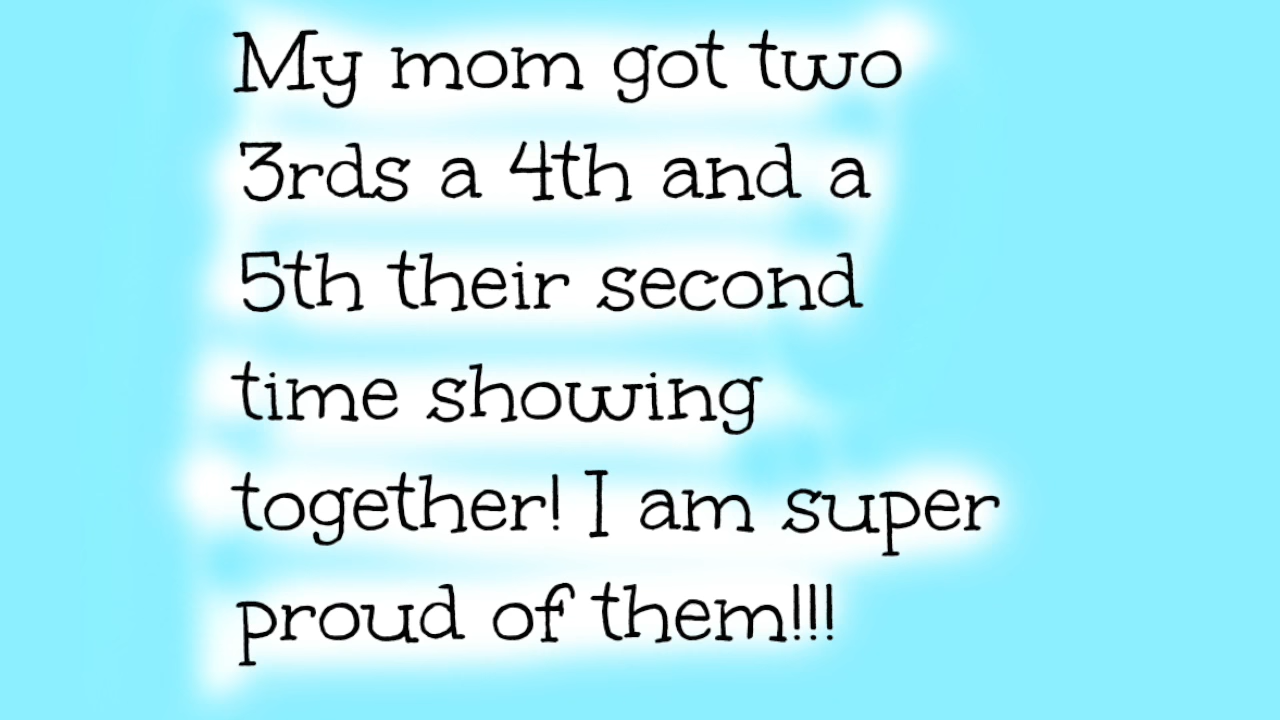 My mom got two
3rds a 4th and a
5th their second
time showing
together! I am super
proud of them!!!